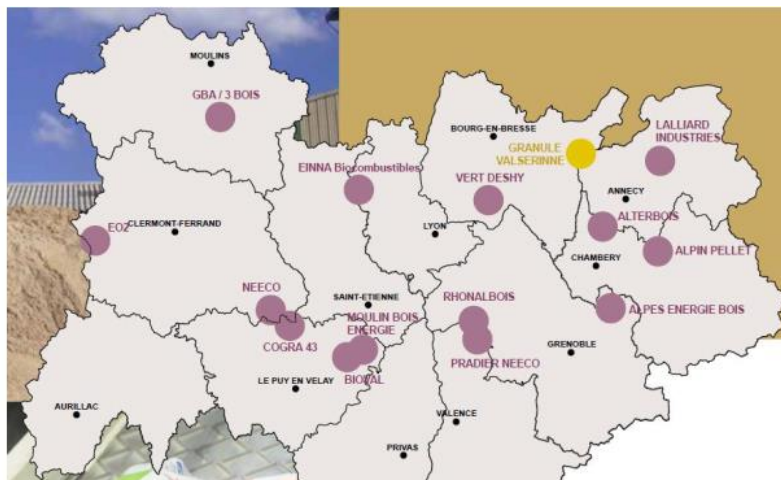 MOULINS
GBA / 3 BOIS
BOURG-EN-BRESSE
LALLIARD
INDUSTRIES
GRANULE
VALSERINNE
EINNA Biocombustibles
VERT DESHY
ANNECY
EO2
CLERMONT-FERRAND
LYON
ALTERBOIS
ALPIN PELLET
CHAMBERY
NEECO
SAINT-ETIENNE
RHONALBOIS
ALPES ENERGIE BOIS
MOULIN BOIS
ENERGIE
COGRA 43
PRADIER NEECO
GRENOBLE
BIOVAL
LE PUY EN VELAY
AURILLAC
VALENCE
PRIVAS